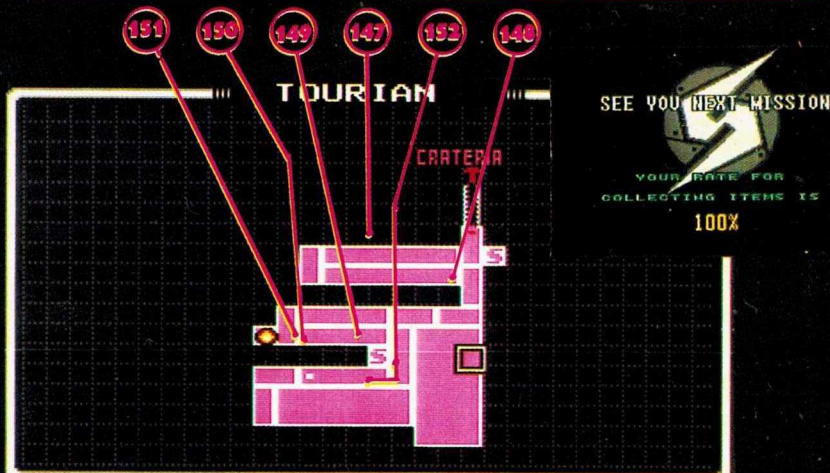 151 150 149 147 152 148
TOURIAN
CRATERIA
S
S
SEE YOU NEXT MISSION
YOUR RATE FOR
COLLECTING ITEMS IS
100%